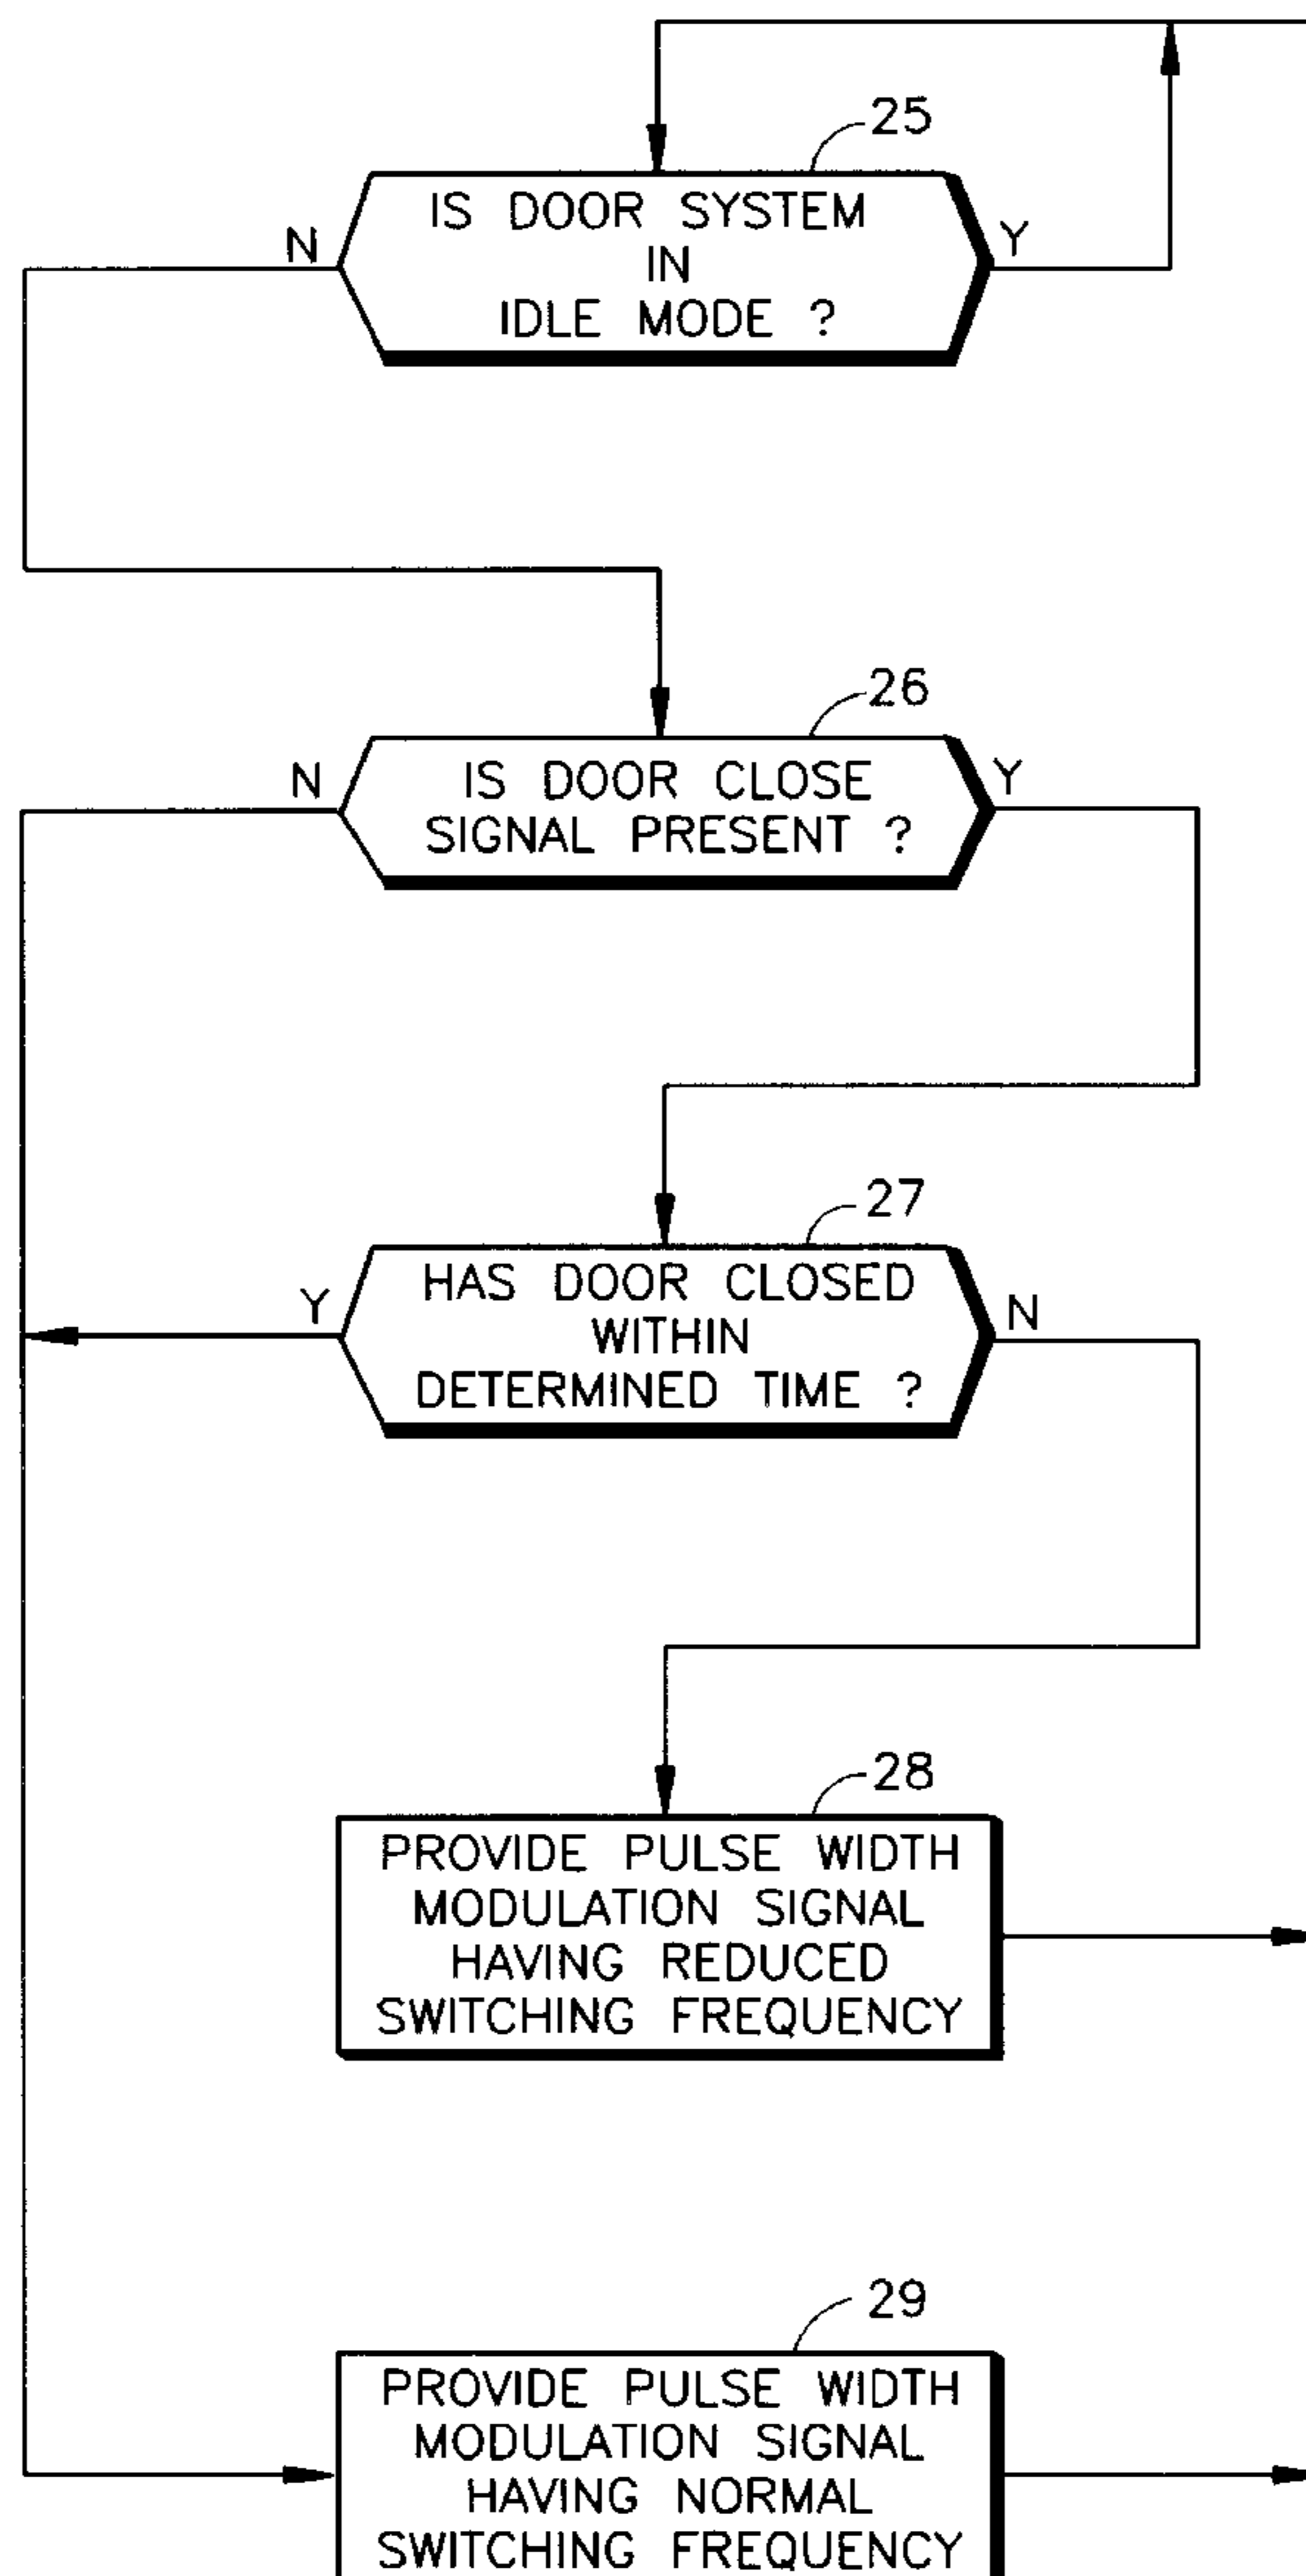 25
IS DOOR SYSTEM
IN
IDLE MODE ?
N
Y
26
IS DOOR CLOSE
SIGNAL PRESENT ?
N
Y
27
HAS DOOR CLOSED
WITHIN
DETERMINED TIME ?
Y
N
28
PROVIDE PULSE WIDTH
MODULATION SIGNAL
HAVING REDUCED
SWITCHING FREQUENCY
29
PROVIDE PULSE WIDTH
MODULATION SIGNAL
HAVING NORMAL
SWITCHING FREQUENCY